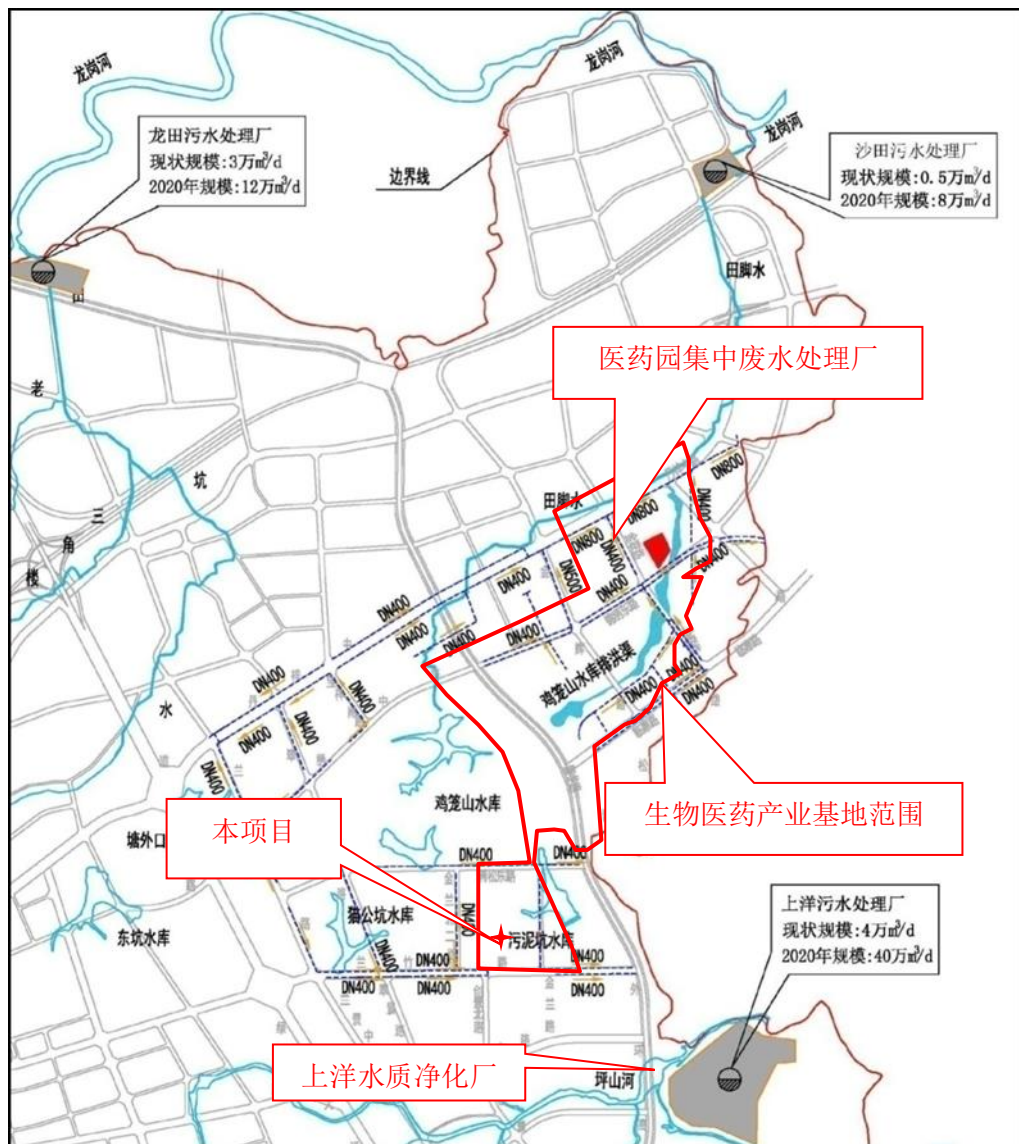 龙岗河
龙岗河
龙岗河
龙田污水处理厂
现状规模:3万m³/d
2020年规模:12万m³/d
边界线
沙田污水处理厂
现状规模:0.5万m³/d
2020年规模:8万m³/d
田脚水
医药园集中废水处理厂
老
坑
三
角
楼
水
田脚水
DN800
DN800
DN800
DN400
DN400
DN500
DN400
DN400
DN400
DN400
DN400
DN400
DN400
DN400
DN400
DN400
DN400
DN400
鸡笼山水库排洪渠
DN400
DN400
DN400
生物医药产业基地范围
鸡笼山水库
本项目
塘外口
DN400
DN400
DN400
猫公坑水库
污泥坑水库
东坑水库
DN400
DN400
DN400
DN400
DN400
上洋污水处理厂
现状规模:4万m³/d
2020年规模:40万m³/d
上洋水质净化厂
坪山河